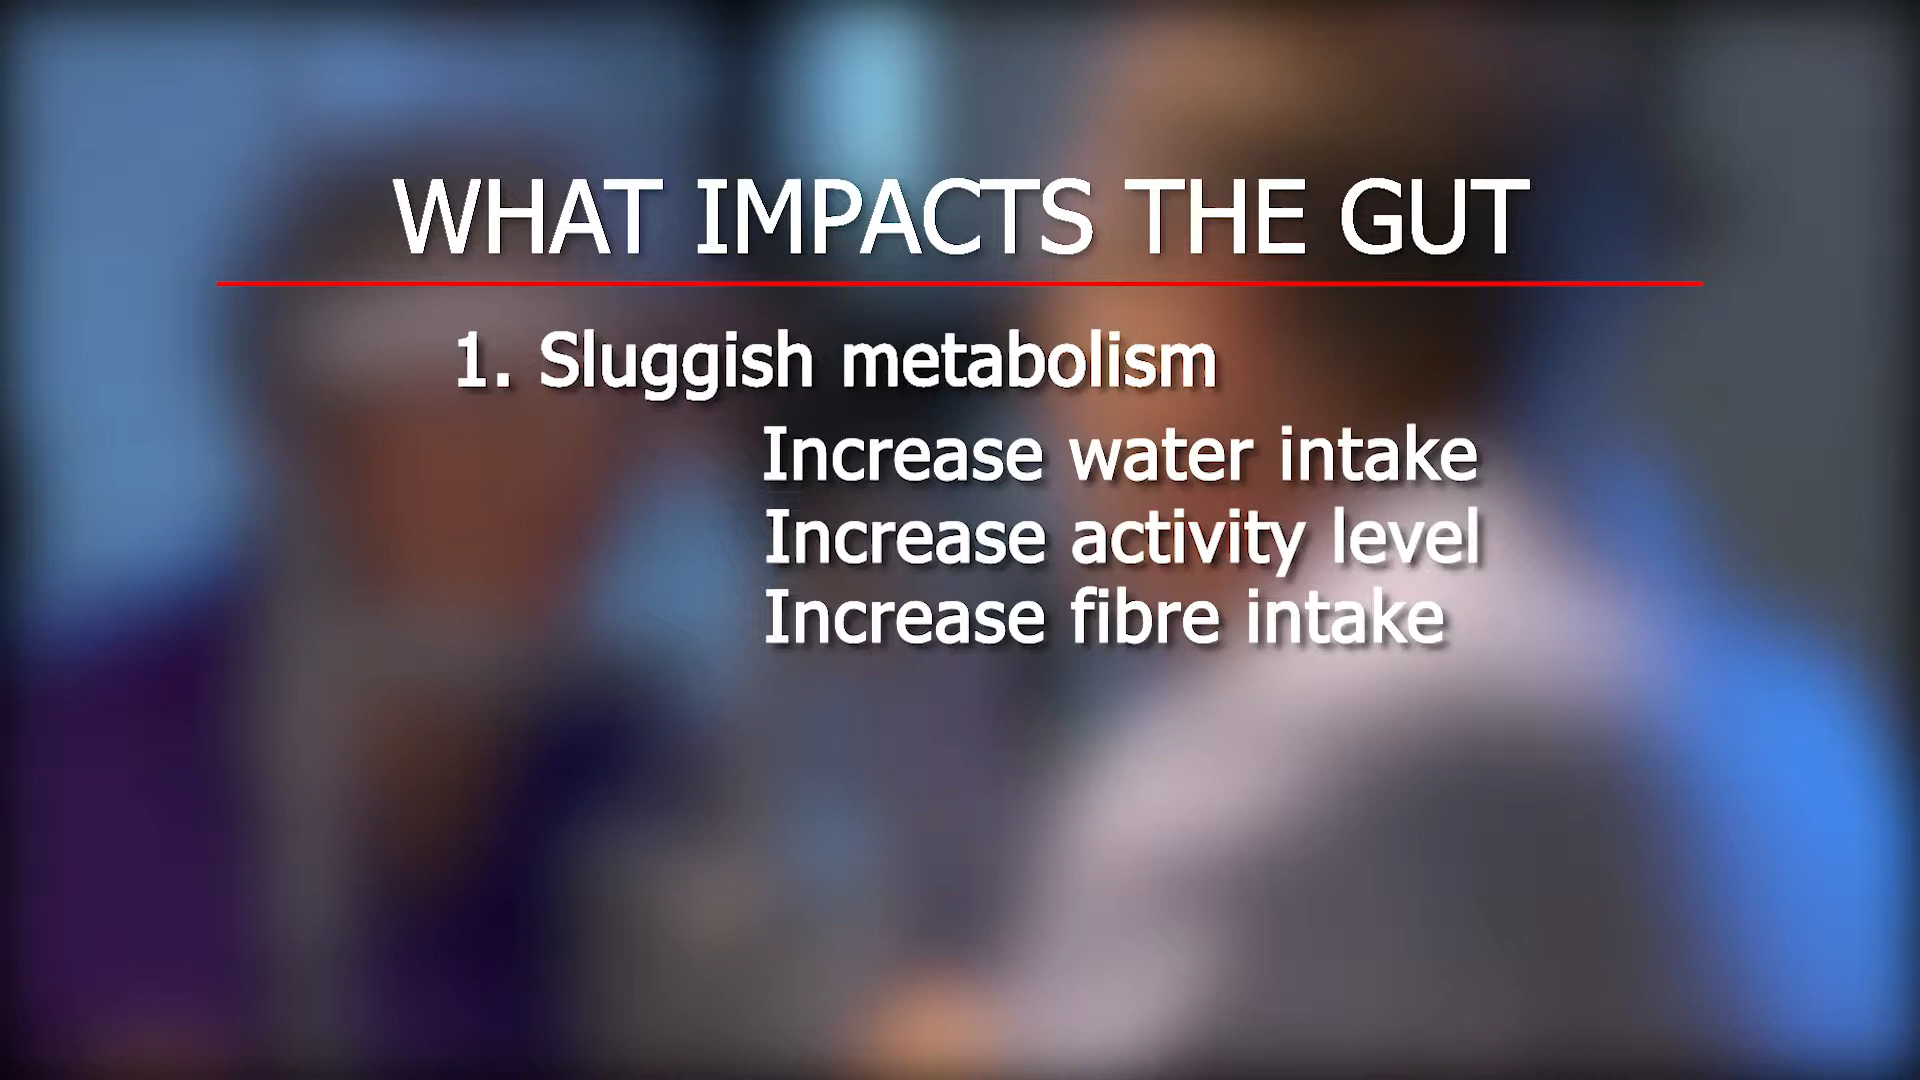 WHAT IMPACTS THE GUT
1. Sluggish metabolism
Increase water intake
Increase activity level
Increase fibre intake